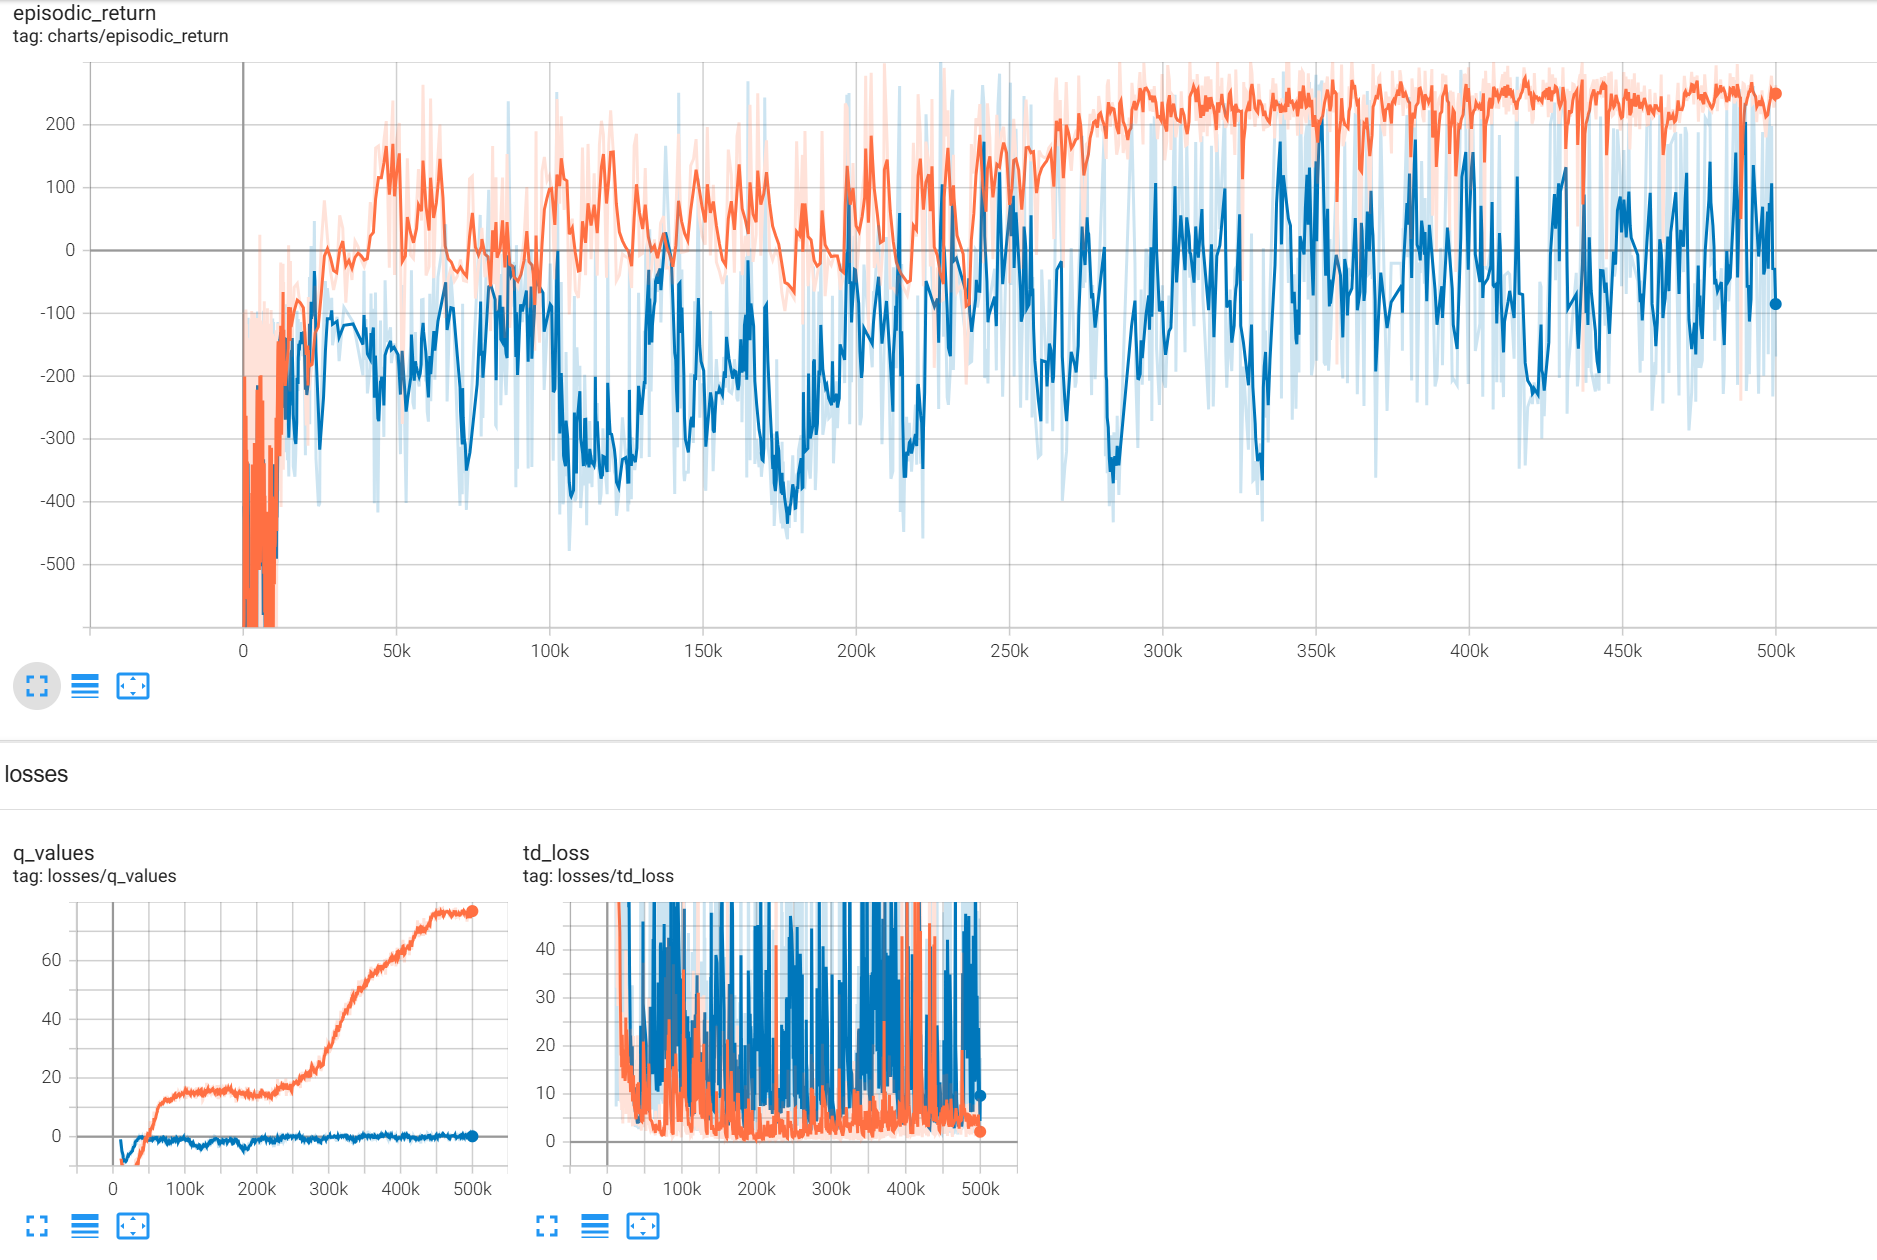 episodic_return
tag: charts/episodic_return
200
100
0
-100
-200
-300
-400
-500
0 50k 100k 150k 200k 250k 300k 350k 400k 450k 500k
losses
q_values
tag: losses/q_values
60
40
20
0
0 100k 200k 300k 400k 500k
td_loss
tag: losses/td_loss
40
30
20
10
0
0 100k 200k 300k 400k 500k